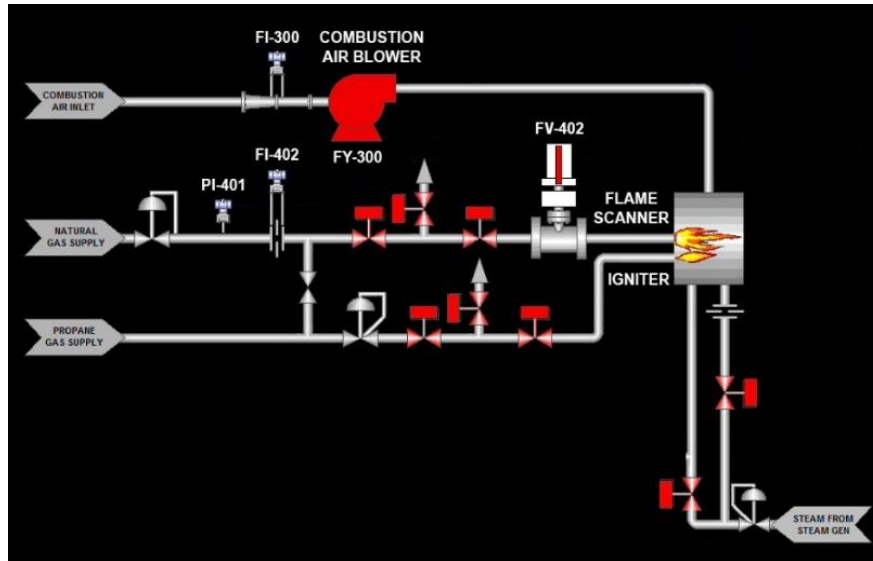 FI-300
COMBUSTION
AIR BLOWER
COMBUSTION
AIR INLET
FY-300
FI-402
FV-402
PI-401
FLAME
SCANNER
NATURAL
GAS SUPPLY
IGNITER
PROPANE
GAS SUPPLY
STEAM FROM
STEAM GEN